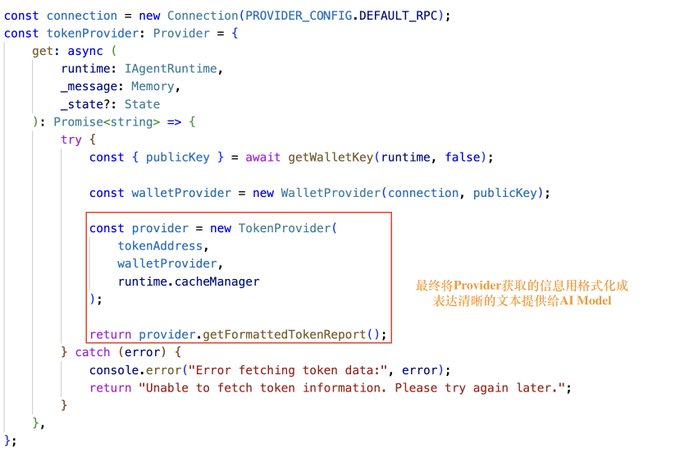 const connection = new Connection(PROVIDER_CONFIG.DEFAULT_RPC);
const tokenProvider: Provider = {
get: async (
runtime: IAgentRuntime,
_message: Memory,
_state?: State
): Promise<string> => {
try {
const { publicKey } = await getWalletKey(runtime, false);
const walletProvider = new WalletProvider(connection, publicKey);
const provider = new TokenProvider(
tokenAddress,
walletProvider,
runtime.cacheManager
);
最终将Provider获取的信息用格式化成
表达清晰的文本提供给AI Model
return provider.getFormattedTokenReport();
} catch (error) {
console.error("Error fetching token data:", error);
return "Unable to fetch token information. Please try again later.";
}
},
};